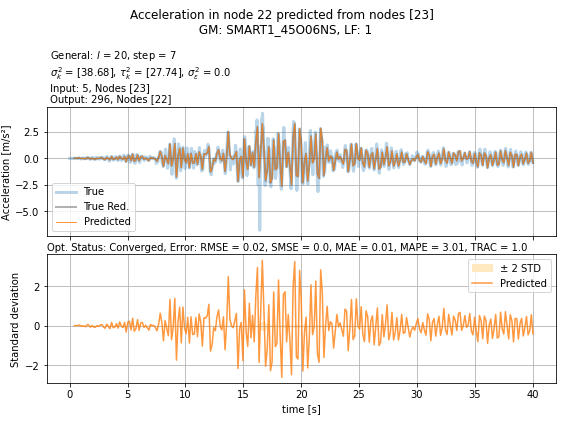 Acceleration in node 22 predicted from nodes [23]
GM: SMART1_45O06NS, LF: 1
General: l = 20, step = 7
σ²ₖ = [38.68], τ²ₖ = [27.74], σ²ε = 0.0
Input: 5, Nodes [23]
Output: 296, Nodes [22]
Acceleration [m/s²]
2.5
0.0
−2.5
−5.0
True
True Red.
Predicted
Opt. Status: Converged, Error: RMSE = 0.02, SMSE = 0.0, MAE = 0.01, MAPE = 3.01, TRAC = 1.0
Standard deviation
2
0
−2
± 2 STD
Predicted
0 5 10 15 20 25 30 35 40
time [s]